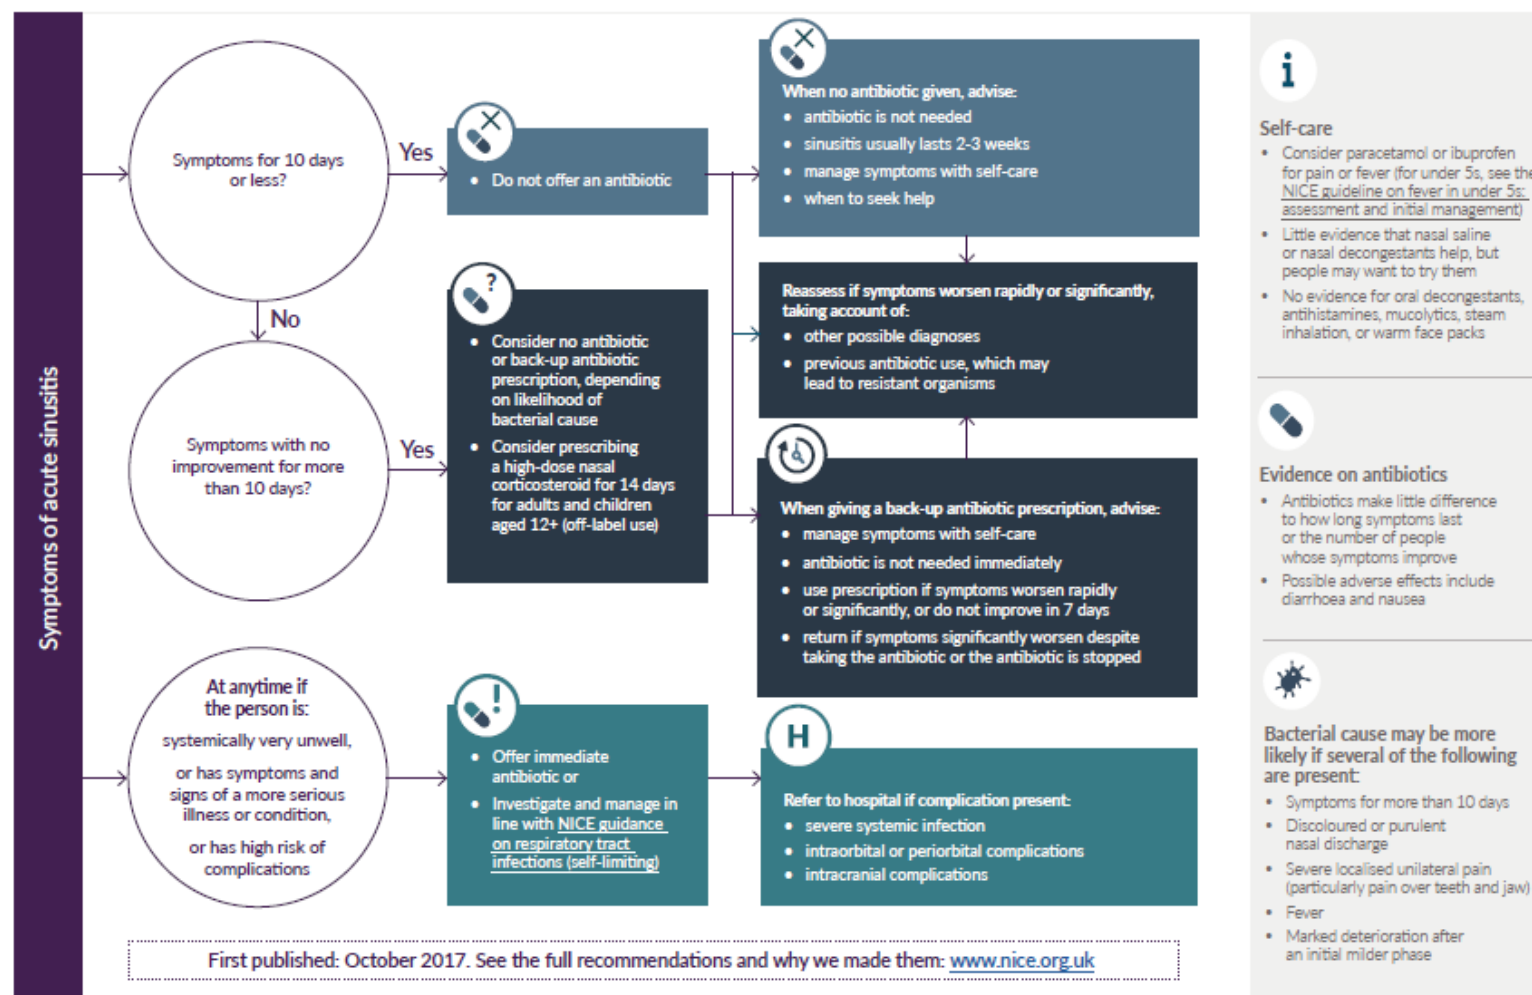 Symptoms of acute sinusitis
Symptoms for 10 days
or less?
Yes
• Do not offer an antibiotic
When no antibiotic given, advise:
• antibiotic is not needed
• sinusitis usually lasts 2-3 weeks
• manage symptoms with self-care
• when to seek help
No
Symptoms with no
improvement for more
than 10 days?
Yes
?
• Consider no antibiotic
or back-up antibiotic
prescription, depending
on likelihood of
bacterial cause
• Consider prescribing
a high-dose nasal
corticosteroid for 14 days
for adults and children
aged 12+ (off-label use)
Reassess if symptoms worsen rapidly or significantly,
taking account of:
• other possible diagnoses
• previous antibiotic use, which may
lead to resistant organisms
When giving a back-up antibiotic prescription, advise:
• manage symptoms with self-care
• antibiotic is not needed immediately
• use prescription if symptoms worsen rapidly
or significantly, or do not improve in 7 days
• return if symptoms significantly worsen despite
taking the antibiotic or the antibiotic is stopped
At anytime if
the person is:
systemically very unwell,
or has symptoms and
signs of a more serious
illness or condition,
or has high risk of
complications
!
• Offer immediate
antibiotic or
• Investigate and manage in
line with NICE guidance
on respiratory tract
infections (self-limiting)
H
Refer to hospital if complication present:
• severe systemic infection
• intraorbital or periorbital complications
• intracranial complications
First published: October 2017. See the full recommendations and why we made them: www.nice.org.uk
i
Self-care
• Consider paracetamol or ibuprofen
for pain or fever (for under 5s, see the
NICE guideline on fever in under 5s:
assessment and initial management)
• Little evidence that nasal saline
or nasal decongestants help, but
people may want to try them
• No evidence for oral decongestants,
antihistamines, mucolytics, steam
inhalation, or warm face packs
Evidence on antibiotics
• Antibiotics make little difference
to how long symptoms last
or the number of people
whose symptoms improve
• Possible adverse effects include
diarrhoea and nausea
Bacterial cause may be more
likely if several of the following
are present:
• Symptoms for more than 10 days
• Discoloured or purulent
nasal discharge
• Severe localised unilateral pain
(particularly pain over teeth and jaw)
• Fever
• Marked deterioration after
an initial milder phase